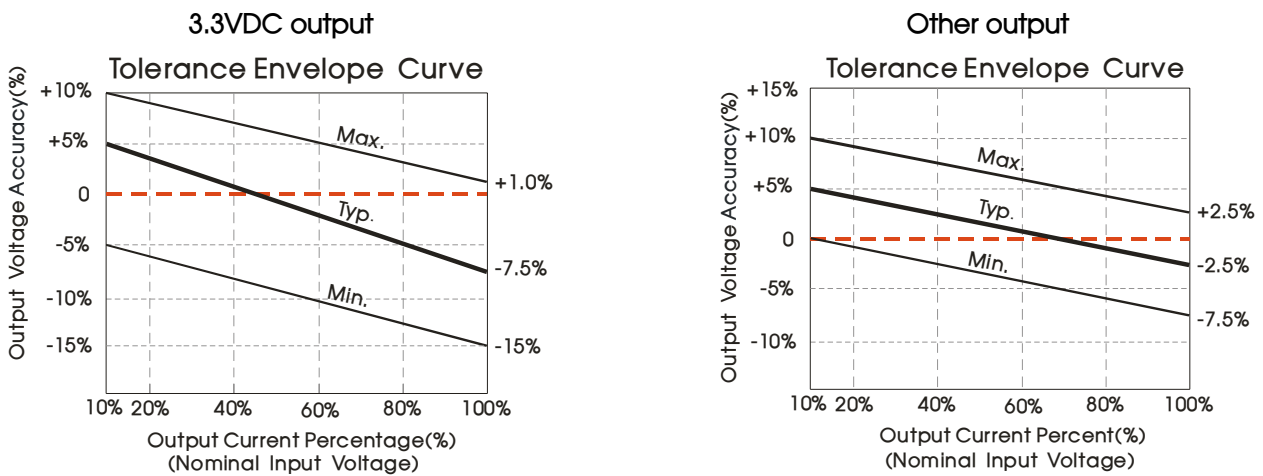 3.3VDC output
Tolerance Envelope Curve
Output Voltage Accuracy(%)
+10%
+5%
0
-5%
-10%
-15%
Max.
Typ.
Min.
+1.0%
-7.5%
-15%
10% 20% 40% 60% 80% 100%
Output Current Percentage(%)
(Nominal Input Voltage)
Other output
Tolerance Envelope Curve
Output Voltage Accuracy(%)
+15%
+10%
+5%
0
-5%
-10%
Max.
Typ.
Min.
+2.5%
-2.5%
-7.5%
10% 20% 40% 60% 80% 100%
Output Current Percent(%)
(Nominal Input Voltage)